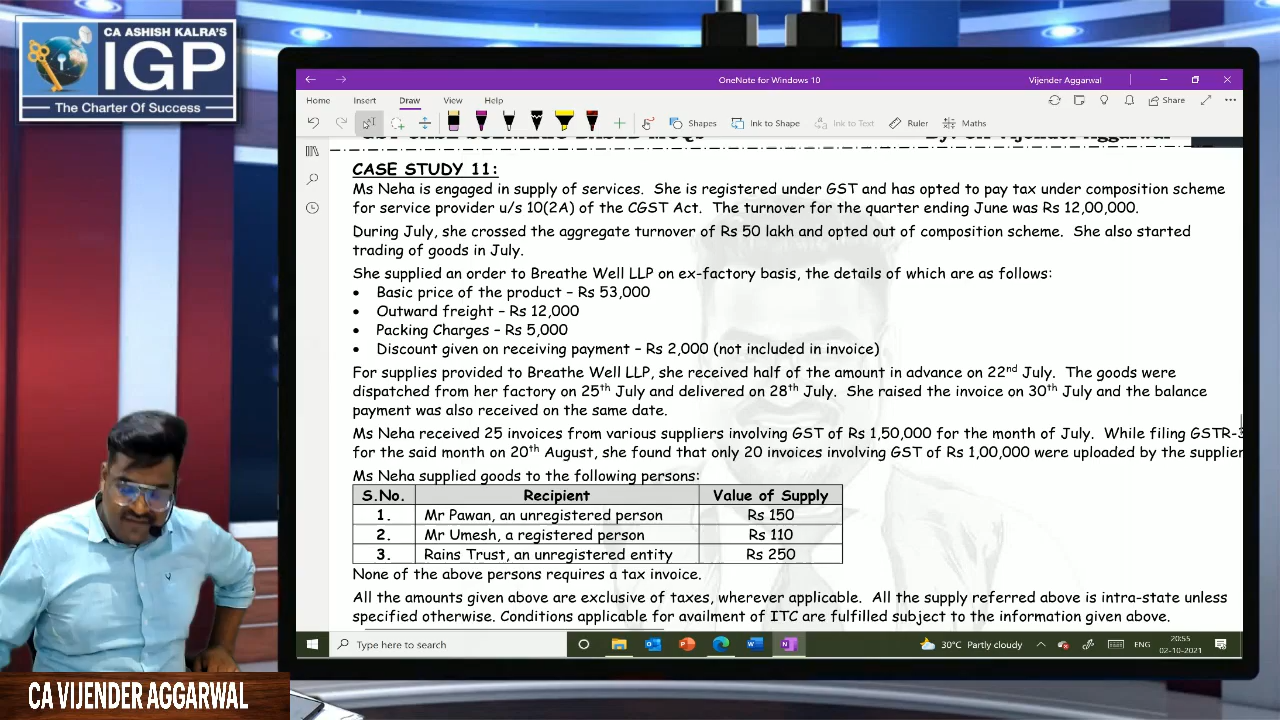 CA ASHISH KALRA'S
IGP
The Charter Of Success
OneNote for Windows 10
Vijender Aggarwal
Home Insert Draw View Help
Share
Shapes Ink to Shape Ink to Text Ruler Maths
CASE STUDY 11:
Ms Neha is engaged in supply of services. She is registered under GST and has opted to pay tax under composition scheme
for service provider u/s 10(2A) of the CGST Act. The turnover for the quarter ending June was Rs 12,00,000.
During July, she crossed the aggregate turnover of Rs 50 lakh and opted out of composition scheme. She also started
trading of goods in July.
She supplied an order to Breathe Well LLP on ex-factory basis, the details of which are as follows:
• Basic price of the product – Rs 53,000
• Outward freight – Rs 12,000
• Packing Charges – Rs 5,000
• Discount given on receiving payment – Rs 2,000 (not included in invoice)
For supplies provided to Breathe Well LLP, she received half of the amount in advance on 22nd July. The goods were
dispatched from her factory on 25th July and delivered on 28th July. She raised the invoice on 30th July and the balance
payment was also received on the same date.
Ms Neha received 25 invoices from various suppliers involving GST of Rs 1,50,000 for the month of July. While filing GSTR-3
for the said month on 20th August, she found that only 20 invoices involving GST of Rs 1,00,000 were uploaded by the supplier
Ms Neha supplied goods to the following persons:
S.No. Recipient Value of Supply
1. Mr Pawan, an unregistered person Rs 150
2. Mr Umesh, a registered person Rs 110
3. Rains Trust, an unregistered entity Rs 250
None of the above persons requires a tax invoice.
All the amounts given above are exclusive of taxes, wherever applicable. All the supply referred above is intra-state unless
specified otherwise. Conditions applicable for availment of ITC are fulfilled subject to the information given above.
Type here to search
30°C Partly cloudy
ENG
20:55
02-10-2021
CA VIJENDER AGGARWAL